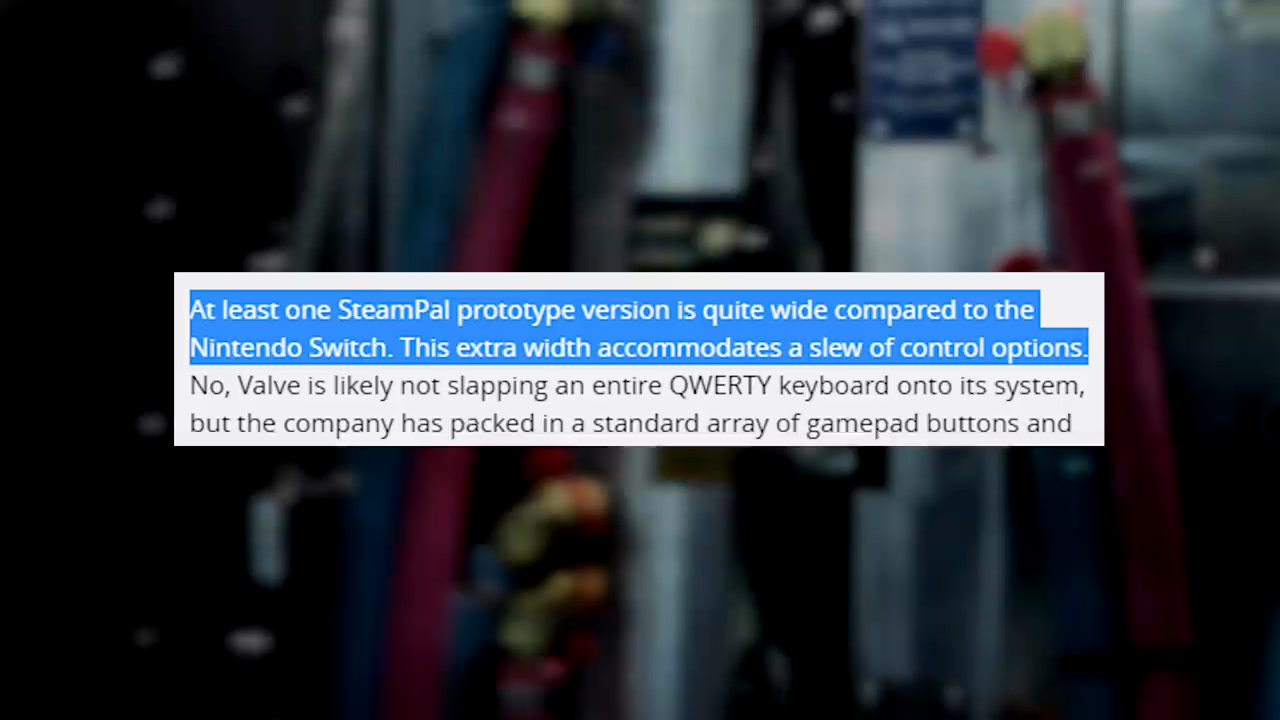 At least one SteamPal prototype version is quite wide compared to the
Nintendo Switch. This extra width accommodates a slew of control options.
No, Valve is likely not slapping an entire QWERTY keyboard onto its system,
but the company has packed in a standard array of gamepad buttons and